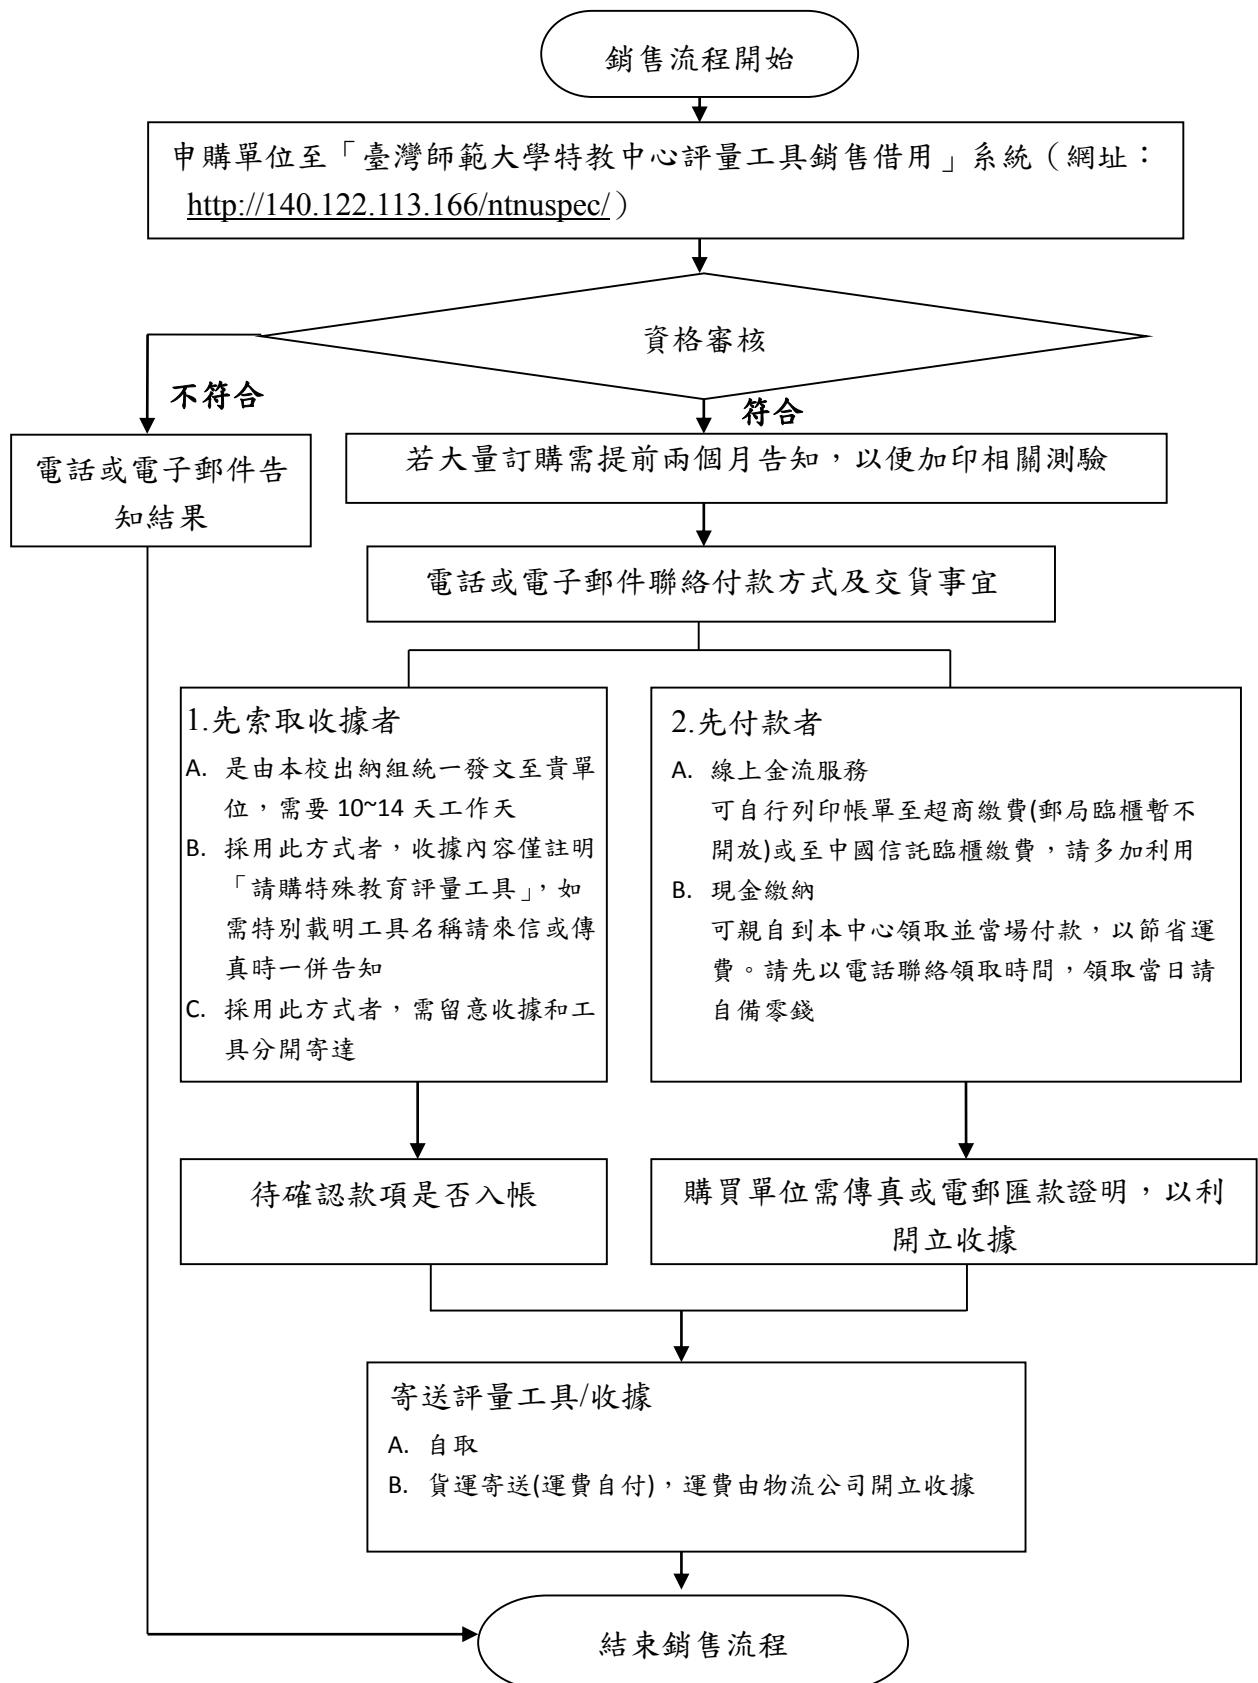 銷售流程開始
申購單位至「臺灣師範大學特教中心評量工具銷售借用」系統（網址：
http://140.122.113.166/ntnuspec/）
資格審核
不符合
符合
電話或電子郵件告
知結果
若大量訂購需提前兩個月告知，以便加印相關測驗
電話或電子郵件聯絡付款方式及交貨事宜
1.先索取收據者
A. 是由本校出納組統一發文至貴單
位，需要 10~14 天工作天
B. 採用此方式者，收據內容僅註明
「請購特殊教育評量工具」，如
需特別載明工具名稱請來信或傳
真時一併告知
C. 採用此方式者，需留意收據和工
具分開寄達
2.先付款者
A. 線上金流服務
可自行列印帳單至超商繳費(郵局臨櫃暫不
開放)或至中國信託臨櫃繳費，請多加利用
B. 現金繳納
可親自到本中心領取並當場付款，以節省運
費。請先以電話聯絡領取時間，領取當日請
自備零錢
待確認款項是否入帳
購買單位需傳真或電郵匯款證明，以利
開立收據
寄送評量工具/收據
A. 自取
B. 貨運寄送(運費自付)，運費由物流公司開立收據
結束銷售流程